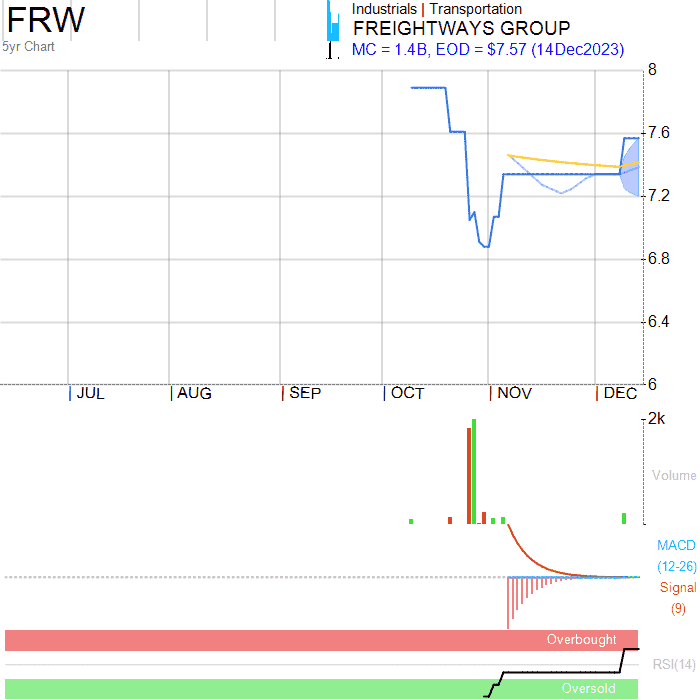 FRW
5yr Chart
Industrials | Transportation
FREIGHTWAYS GROUP
MC = 1.4B, EOD = $7.57 (14Dec2023)
8
7.6
7.2
6.8
6.4
6
JUL
AUG
SEP
OCT
NOV
DEC
2k
Volume
MACD
(12-26)
Signal
(9)
Overbought
RSI(14)
Oversold